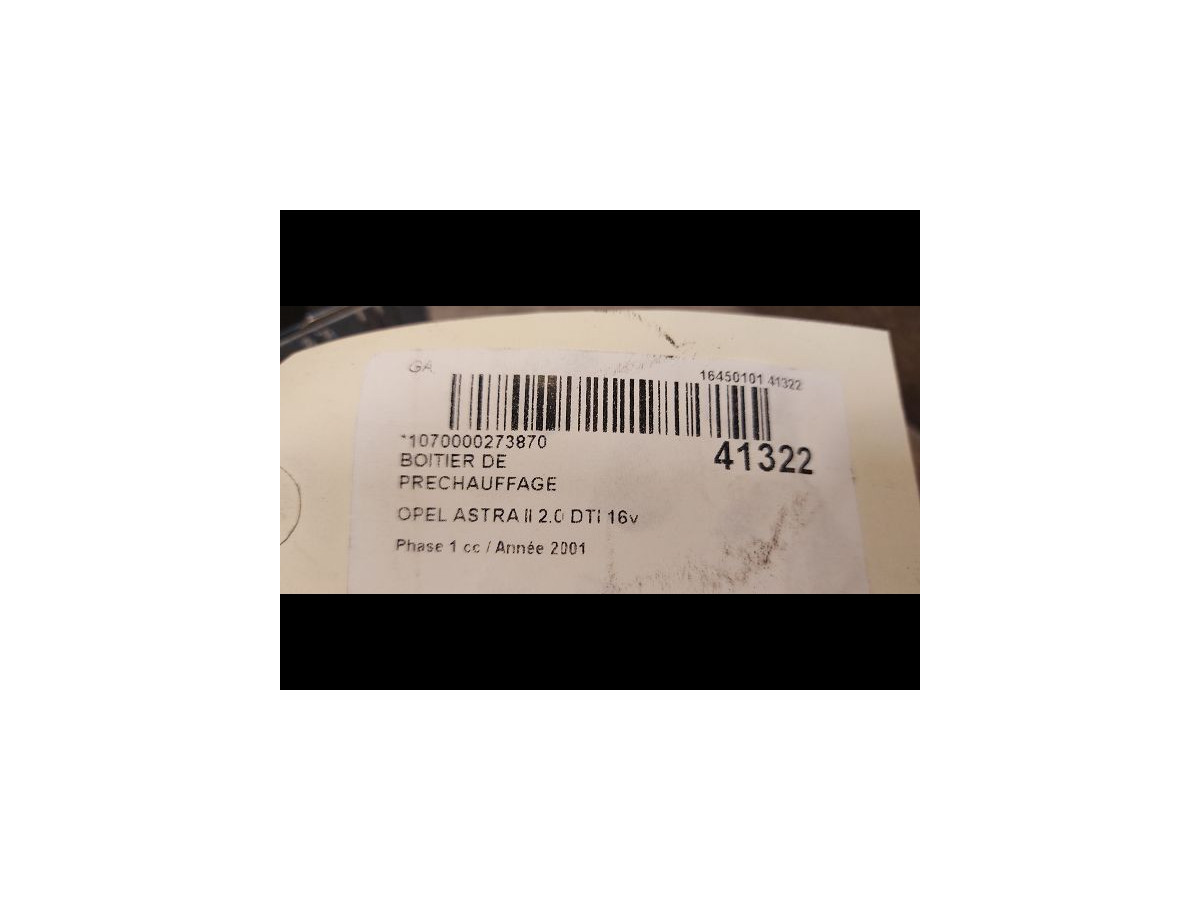 GA
16450101 41322
*1070000273870
41322
BOITIER DE
PRECHAUFFAGE
OPEL ASTRA II 2.0 DTI 16v
Phase 1 cc / Année 2001